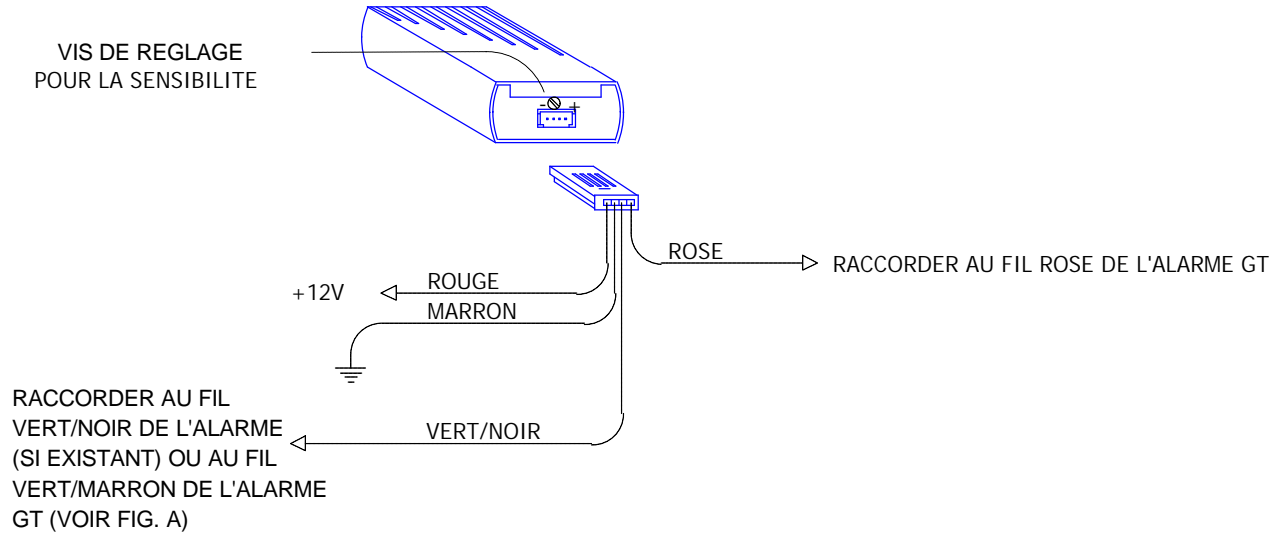 VIS DE REGLAGE
POUR LA SENSIBILITE
- +
ROSE
RACCORDER AU FIL ROSE DE L'ALARME GT
ROUGE
+12V
MARRON
RACCORDER AU FIL
VERT/NOIR DE L'ALARME
(SI EXISTANT) OU AU FIL
VERT/MARRON DE L'ALARME
GT (VOIR FIG. A)
VERT/NOIR